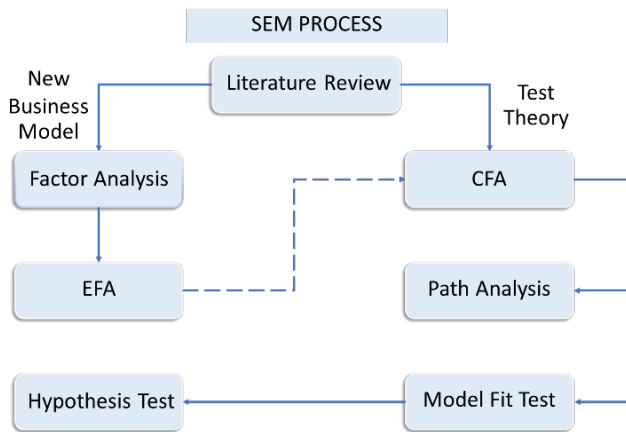 SEM PROCESS
Literature Review
New
Business
Model
Test
Theory
Factor Analysis
CFA
EFA
Path Analysis
Hypothesis Test
Model Fit Test